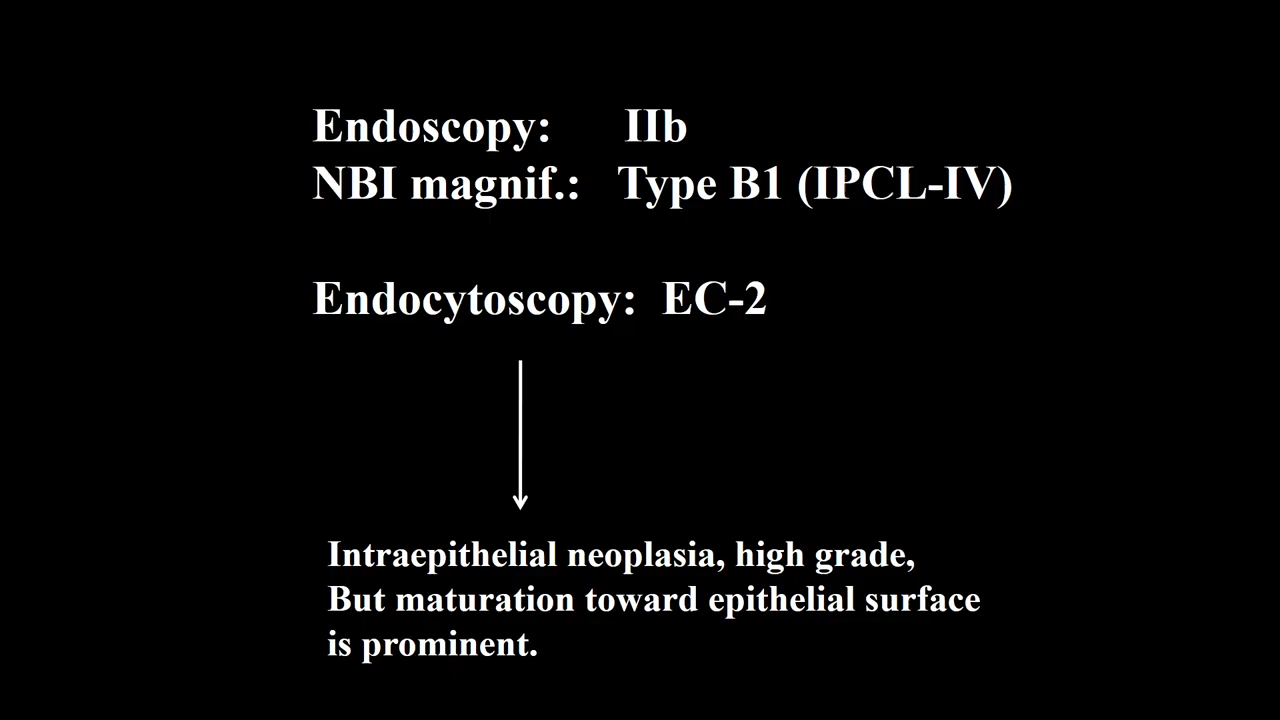 Endoscopy: IIb
NBI magnif.: Type B1 (IPCL-IV)
Endocytoscopy: EC-2
Intraepithelial neoplasia, high grade,
But maturation toward epithelial surface
is prominent.